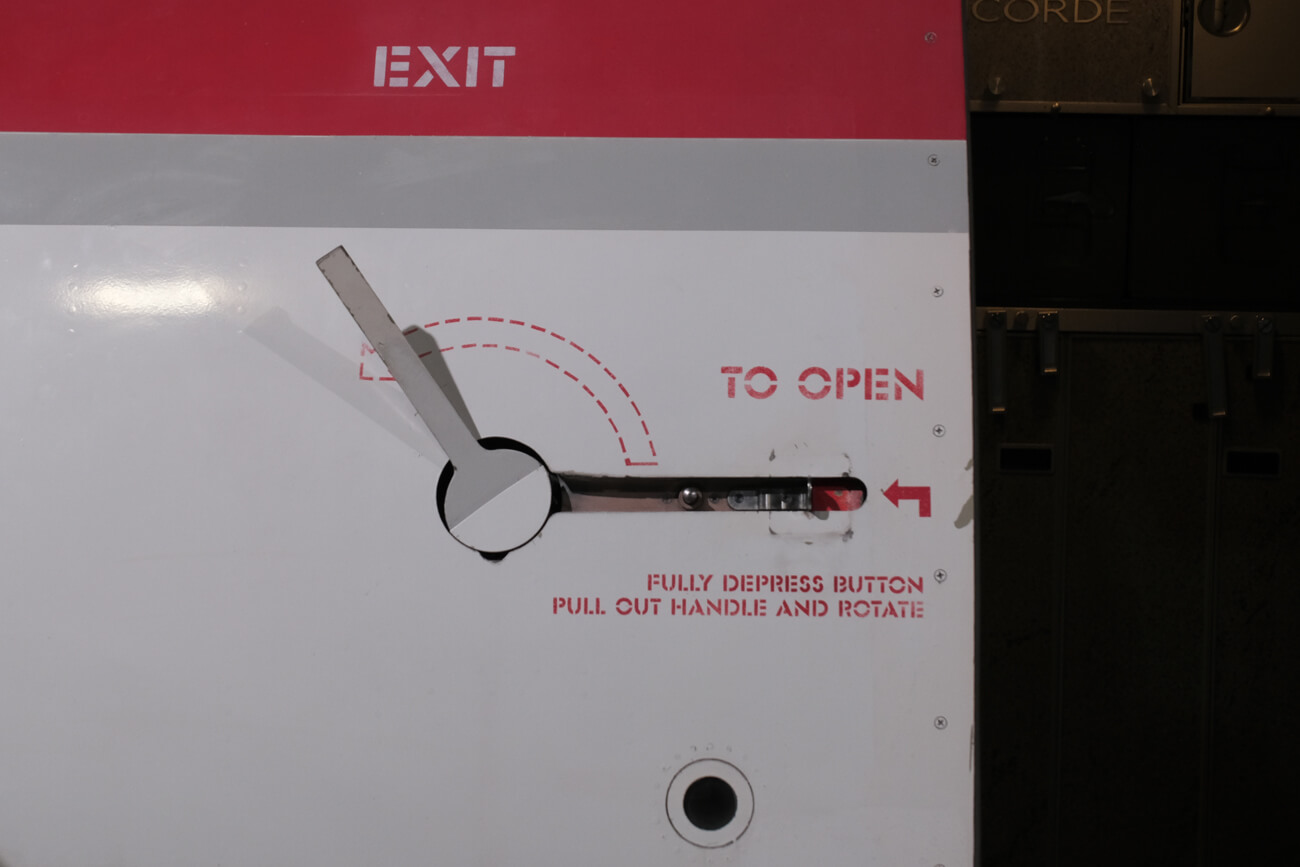 CORDE
EXIT
TO OPEN
FULLY DEPRESS BUTTON
PULL OUT HANDLE AND ROTATE